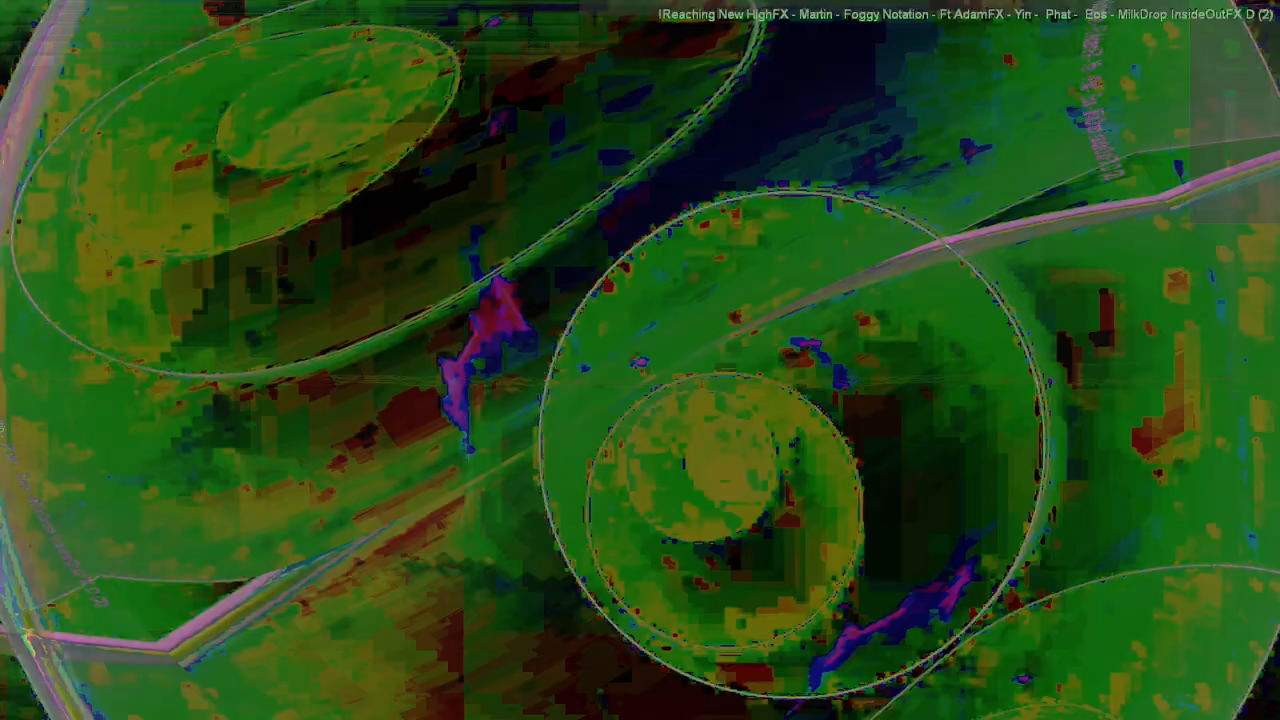 !Reaching New HighFX - Martin - Foggy Notation - Ft AdamFX - Yin -  Phat -  Eos - MilkDrop InsideOutFX D (2)